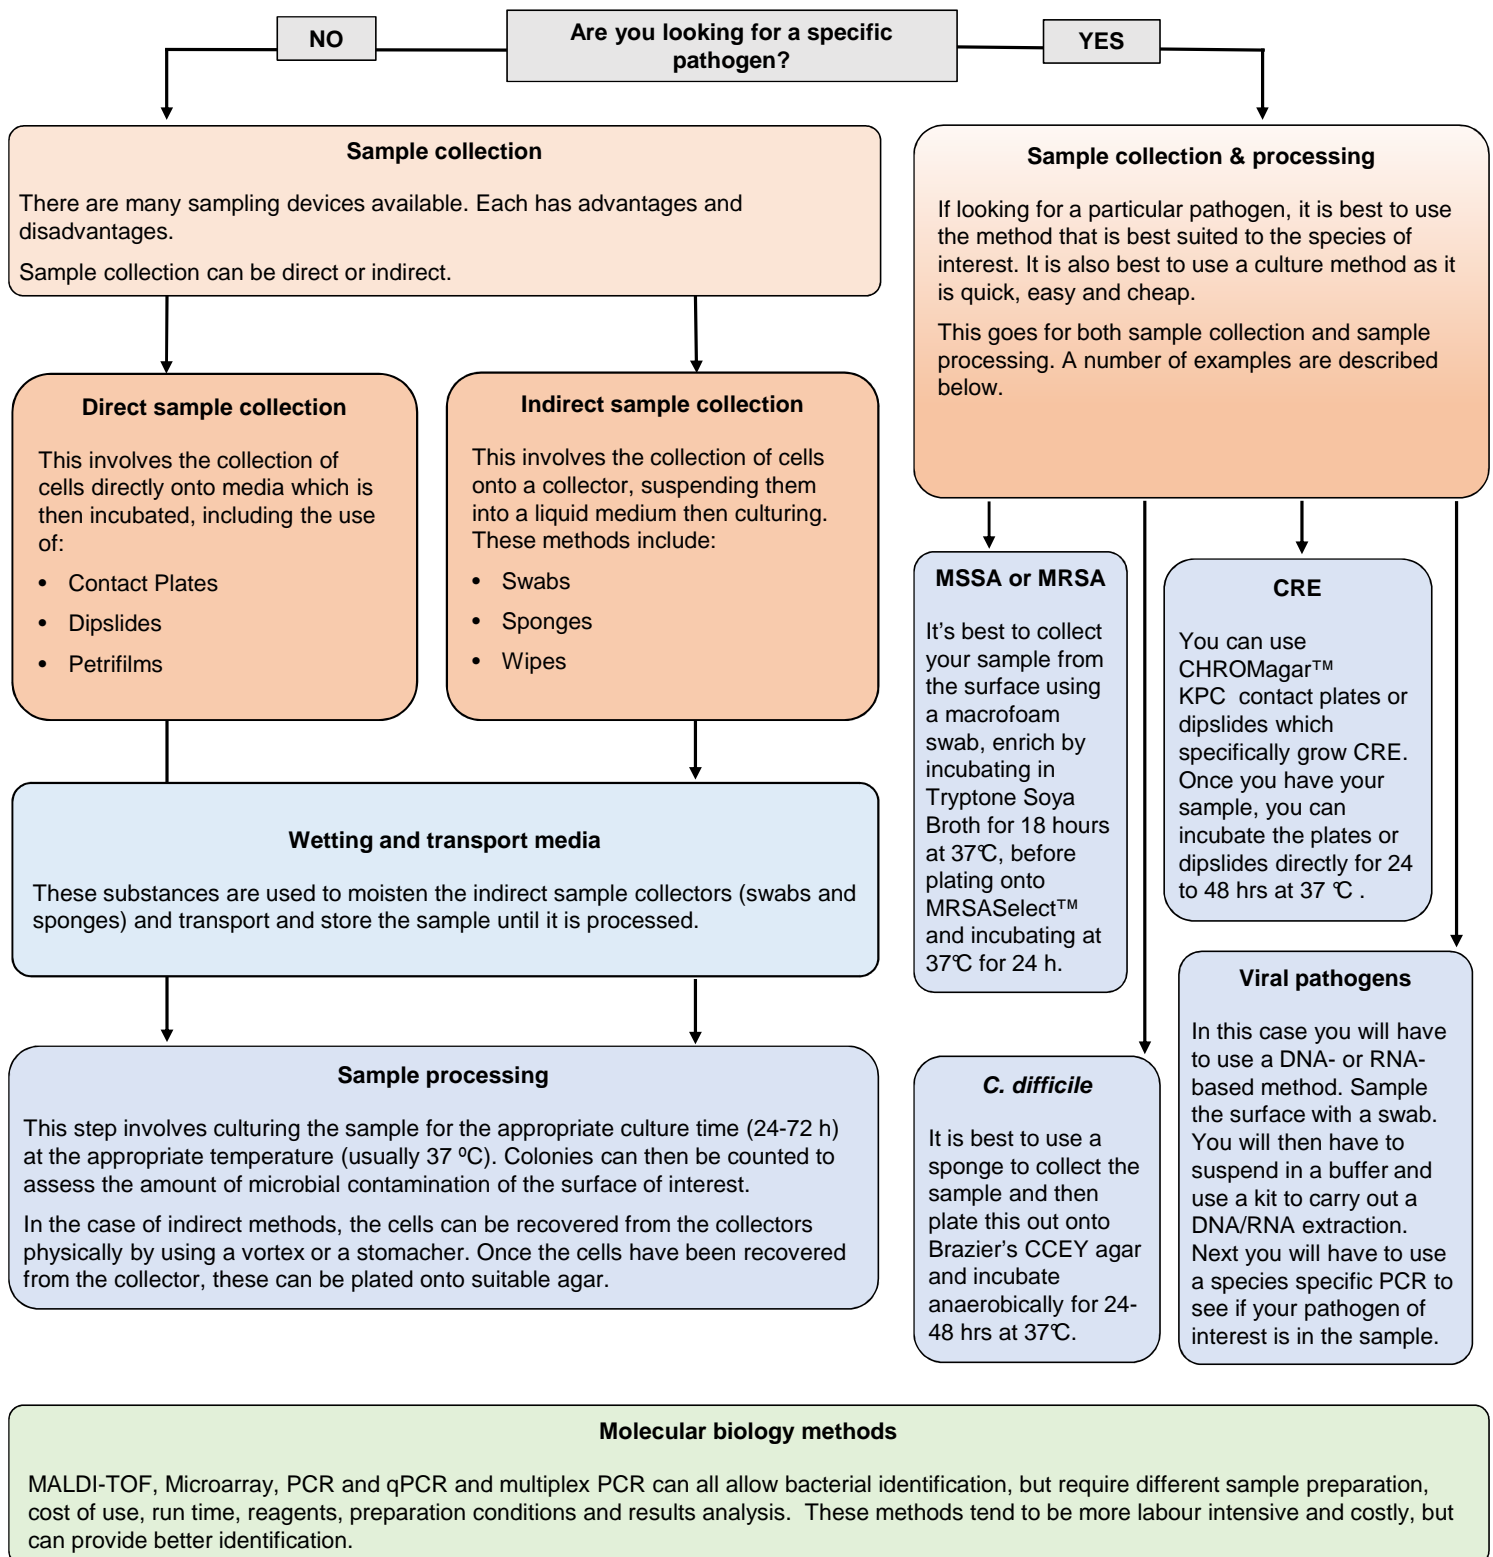 NO
Are you looking for a specific
pathogen?
YES
Sample collection
There are many sampling devices available. Each has advantages and
disadvantages.
Sample collection can be direct or indirect.
Sample collection & processing
If looking for a particular pathogen, it is best to use
the method that is best suited to the species of
interest. It is also best to use a culture method as it
is quick, easy and cheap.
This goes for both sample collection and sample
processing. A number of examples are described
below.
Direct sample collection
This involves the collection of
cells directly onto media which is
then incubated, including the use
of:
• Contact Plates
• Dipslides
• Petrifilms
Indirect sample collection
This involves the collection of cells
onto a collector, suspending them
into a liquid medium then culturing.
These methods include:
• Swabs
• Sponges
• Wipes
Wetting and transport media
These substances are used to moisten the indirect sample collectors (swabs and
sponges) and transport and store the sample until it is processed.
Sample processing
This step involves culturing the sample for the appropriate culture time (24-72 h)
at the appropriate temperature (usually 37 ºC). Colonies can then be counted to
assess the amount of microbial contamination of the surface of interest.
In the case of indirect methods, the cells can be recovered from the collectors
physically by using a vortex or a stomacher. Once the cells have been recovered
from the collector, these can be plated onto suitable agar.
MSSA or MRSA
It's best to collect
your sample from
the surface using
a macrofoam
swab, enrich by
incubating in
Tryptone Soya
Broth for 18 hours
at 37℃, before
plating onto
MRSASelect™
and incubating at
37℃ for 24 h.
CRE
You can use
CHROMagar™
KPC contact plates or
dipslides which
specifically grow CRE.
Once you have your
sample, you can
incubate the plates or
dipslides directly for 24
to 48 hrs at 37 ℃ .
C. difficile
It is best to use a
sponge to collect the
sample and then
plate this out onto
Brazier's CCEY agar
and incubate
anaerobically for 24-
48 hrs at 37℃.
Viral pathogens
In this case you will have
to use a DNA- or RNA-
based method. Sample
the surface with a swab.
You will then have to
suspend in a buffer and
use a kit to carry out a
DNA/RNA extraction.
Next you will have to use
a species specific PCR to
see if your pathogen of
interest is in the sample.
Molecular biology methods
MALDI-TOF, Microarray, PCR and qPCR and multiplex PCR can all allow bacterial identification, but require different sample preparation,
cost of use, run time, reagents, preparation conditions and results analysis. These methods tend to be more labour intensive and costly, but
can provide better identification.